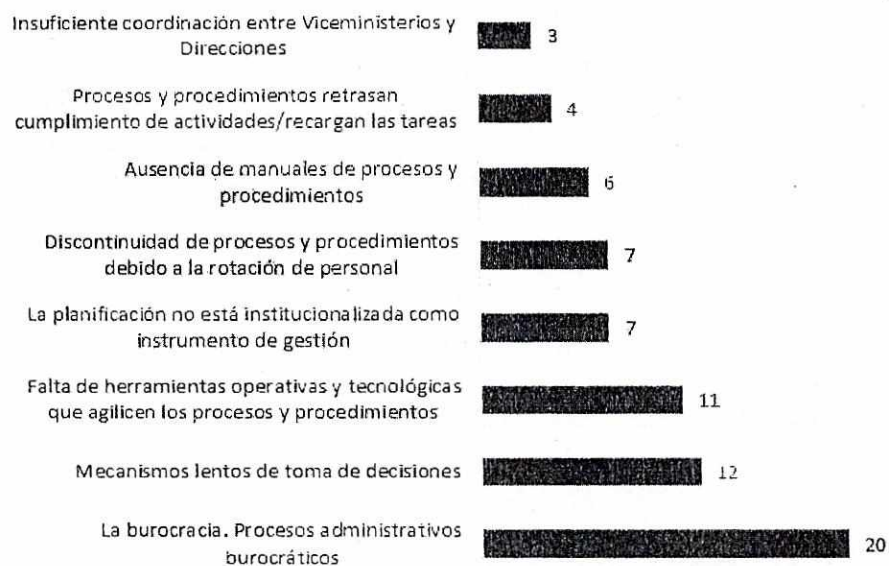 Insuficiente coordinación entre Viceministerios y
Direcciones
3
Procesos y procedimientos retrasan
cumplimiento de actividades/recargan las tareas
4
Ausencia de manuales de procesos y
procedimientos
6
Discontinuidad de procesos y procedimientos
debido a la rotación de personal
7
La planificación no está institucionalizada como
instrumento de gestión
7
Falta de herramientas operativas y tecnológicas
que agilicen los procesos y procedimientos
11
Mecanismos lentos de toma de decisiones
12
La burocracia. Procesos administrativos
burocráticos
20